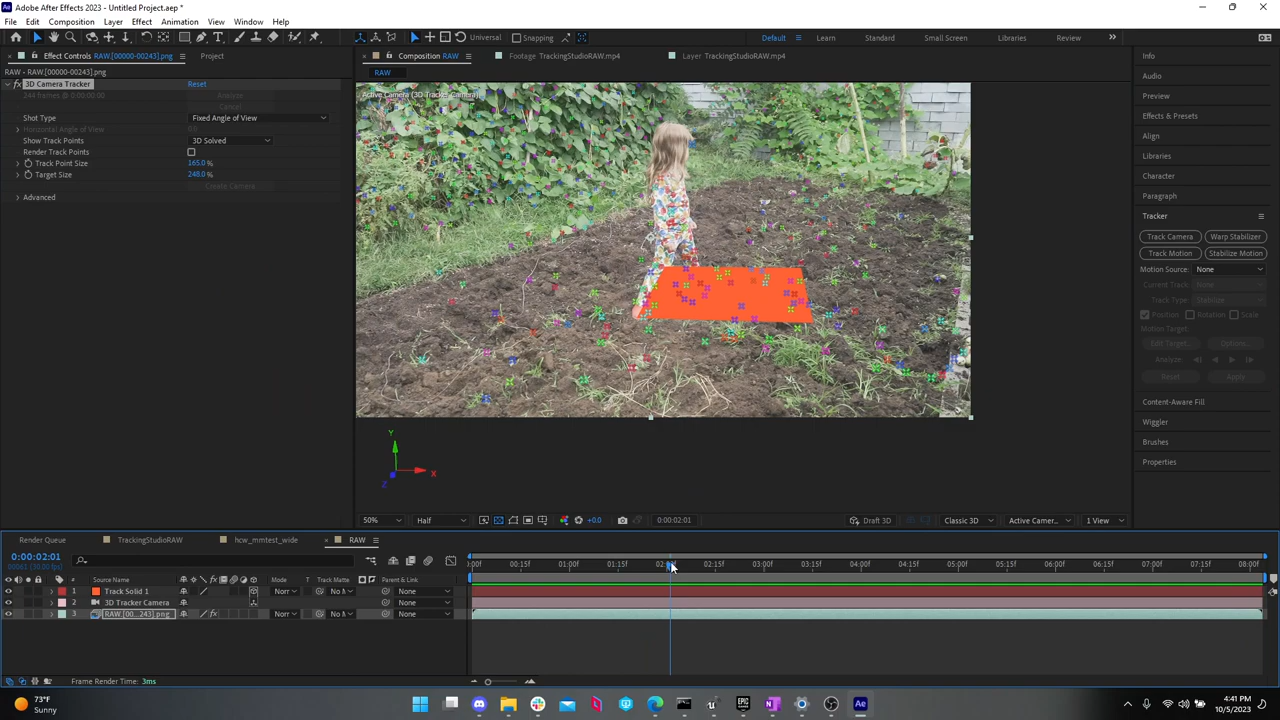 Adobe After Effects 2023 - Untitled Project.aep *
File Edit Composition Layer Effect Animation View Window Help
Universal Snapping Default Learn Standard Small Screen Libraries Review
Effect Controls RAW.[00000-00243].png Project
RAW - RAW.[00000-00243].png
3D Camera Tracker Reset
244 frames @ 0:00:00:00 Analyze
Cancel
Shot Type Fixed Angle of View
Horizontal Angle of View
Show Track Points 3D Solved
Render Track Points
Track Point Size 165.0 %
Target Size 248.0 %
Create Camera
Advanced
Composition RAW Footage TrackingStudioRAW.mp4 Layer TrackingStudioRAW.mp4
RAW
Active Camera (3D Tracker Camera)
Y
X
Z
50% Half +0.0 0:00:02:01 Draft 3D Classic 3D Active Camer... 1 View
Info
Audio
Preview
Effects & Presets
Align
Libraries
Character
Paragraph
Tracker
Track Camera Warp Stabilizer
Track Motion Stabilize Motion
Motion Source: None
Current Track: None
Track Type: Stabilize
Position Rotation Scale
Motion Target:
Edit Target... Options...
Analyze:
Reset Apply
Content-Aware Fill
Wiggler
Brushes
Properties
Render Queue TrackingStudioRAW hcw_mmtest_wide RAW
0:00:02:01
00061 (30.00 fps)
:00f 00:15f 01:00f 01:15f 02:15f 03:00f 03:15f 04:00f 04:15f 05:00f 05:15f 06:00f 06:15f 07:00f 07:15f 08:00f
# Source Name Mode T Track Matte Parent & Link
1 Track Solid 1 Norr No M None
2 3D Tracker Camera None
3 RAW.[00...243].png Norr No M None
Frame Render Time: 3ms
73°F
Sunny
4:41 PM
10/5/2023